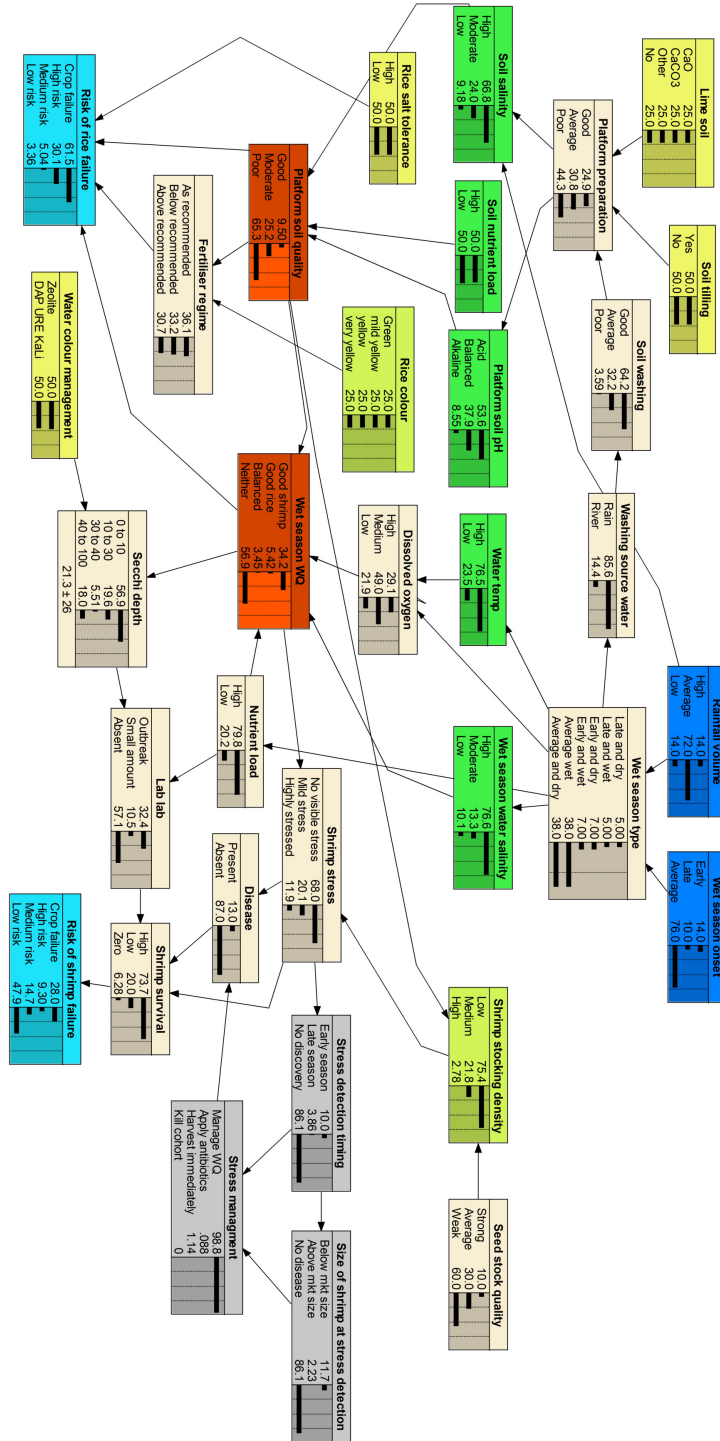 Rainfall volume
High 14.0
Average 72.0
Low 14.0
Wet season onset
Early 14.0
Late 10.0
Average 76.0
Soil tilling
Yes 50.0
No 50.0
Lime soil
CaO 25.0
CaCO3 25.0
Other 25.0
No 25.0
Soil washing
Good 64.2
Average 32.2
Poor 3.59
Wet season type
Late and dry 5.00
Late and wet 5.00
Early and dry 7.00
Early and wet 7.00
Average wet 38.0
Average and dry 38.0
Washing source water
Rain 85.6
River 14.4
Platform preparation
Good 24.9
Average 30.8
Poor 44.3
Soil salinity
High 66.8
Moderate 24.0
Low 9.18
Soil nutrient load
High 50.0
Low 50.0
Platform soil pH
Acid 53.6
Balanced 37.9
Alkaline 8.55
Water temp
High 76.5
Low 23.5
Wet season water salinity
High 76.6
Moderate 13.3
Low 10.1
Shrimp stocking density
Low 75.4
Medium 21.8
High 2.78
Seed stock quality
Strong 10.0
Average 30.0
Weak 60.0
Rice salt tolerance
High 50.0
Low 50.0
Rice colour
Green 25.0
mild yellow 25.0
yellow 25.0
very yellow 25.0
Dissolved oxygen
High 29.1
Medium 49.0
Low 21.9
Platform soil quality
Good 9.50
Moderate 25.2
Poor 65.3
Wet season WQ
Good shrimp 34.2
Good rice 5.42
Balanced 3.45
Neither 56.9
Shrimp stress
No visible stress 68.0
Mild stress 20.1
Highly stressed 11.9
Stress detection timing
Early season 10.0
Late season 3.86
No discovery 86.1
Size of shrimp at stress detection
Below mkt size 11.7
Above mkt size 2.23
No disease 86.1
Fertiliser regime
As recommended 36.1
Below recommended 33.2
Above recommended 30.7
Nutrient load
High 79.8
Low 20.2
Disease
Present 13.0
Absent 87.0
Stress managment
Manage WQ 98.8
Apply antibiotics .088
Harvest immediately 1.14
Kill cohort 0
Risk of rice failure
Crop failure 61.5
High risk 30.1
Medium risk 5.04
Low risk 3.36
Water colour management
Zeolite 50.0
DAP URE KaLi 50.0
Secchi depth
0 to 10 56.9
10 to 30 19.6
30 to 40 5.51
40 to 100 18.0
21.3 ± 26
Lab lab
Outbreak 32.4
Small amount 10.5
Absent 57.1
Shrimp survival
High 73.7
Low 20.0
Zero 6.28
Risk of shrimp failure
Crop failure 28.0
High risk 9.30
Medium risk 14.7
Low risk 47.9